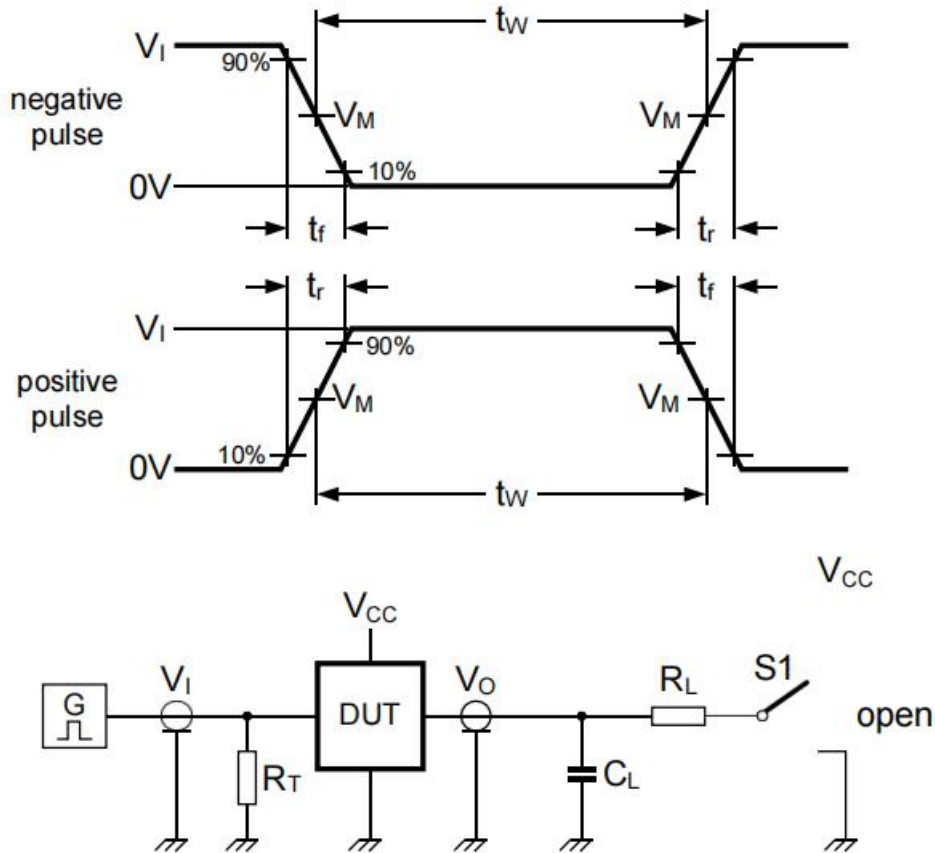 tW
VI
90%
negative
pulse
VM
VM
10%
0V
tf
tr
tr
tf
VI
90%
positive
pulse
VM
VM
10%
0V
tW
VCC
VCC
VI
VO
RL
S1
G
DUT
open
RT
CL